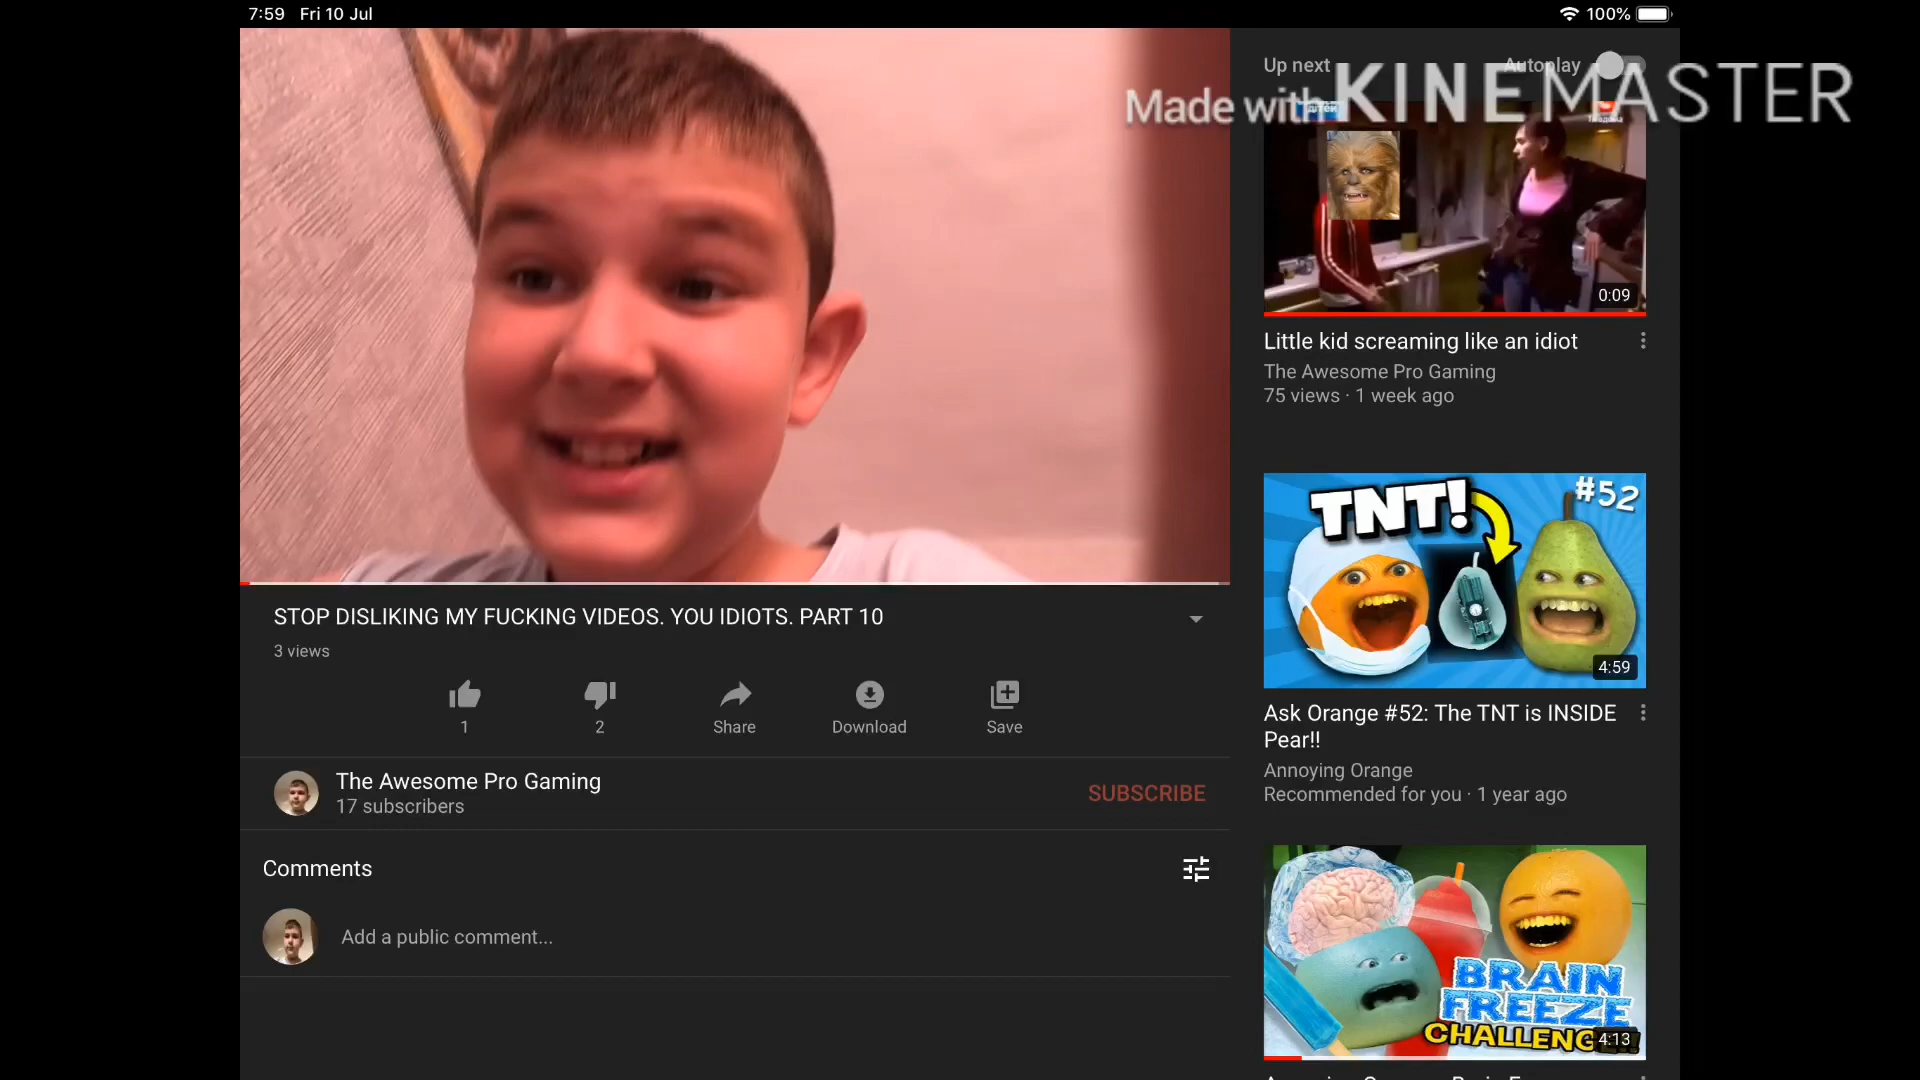 7:59 Fri 10 Jul
100%
Up next
Autoplay
Made with KINEMASTER
0:09
Little kid screaming like an idiot
The Awesome Pro Gaming
75 views · 1 week ago
STOP DISLIKING MY FUCKING VIDEOS. YOU IDIOTS. PART 10
3 views
1
2
Share
Download
Save
The Awesome Pro Gaming
17 subscribers
SUBSCRIBE
Comments
Add a public comment...
TNT!
#52
4:59
Ask Orange #52: The TNT is INSIDE
Pear!!
Annoying Orange
Recommended for you · 1 year ago
BRAIN
FREEZE
CHALLENGE
4:13